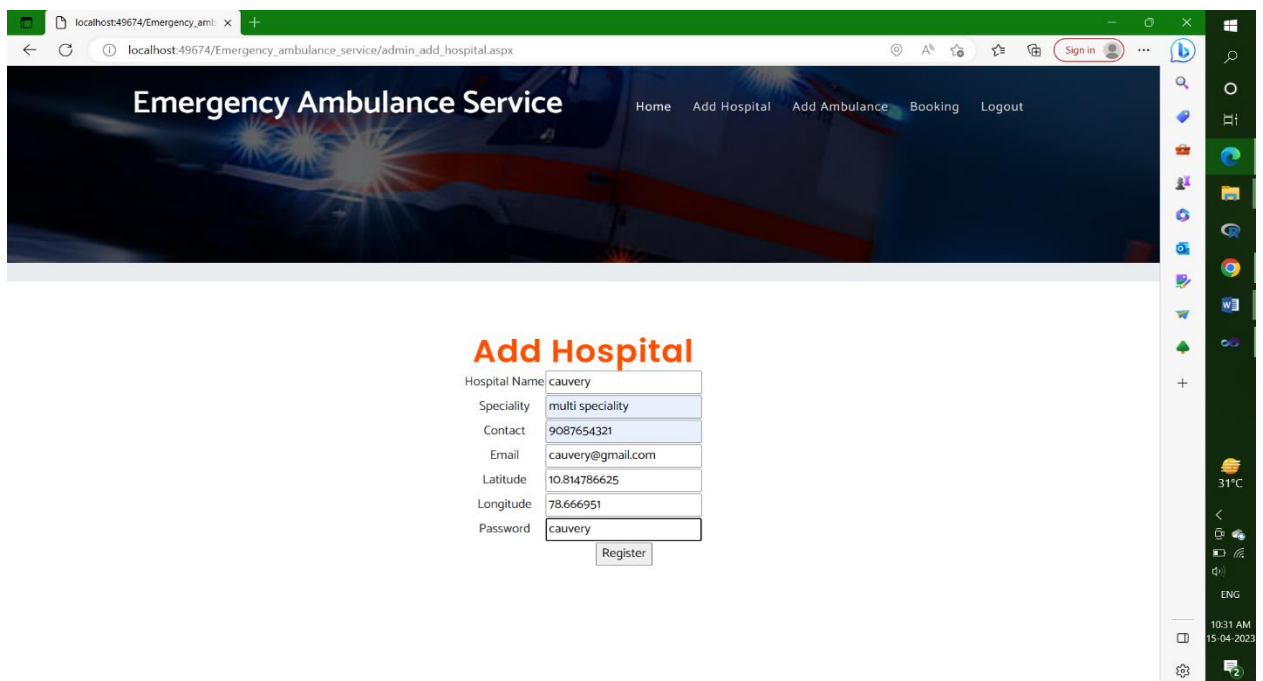 localhost:49674/Emergency_amb
localhost:49674/Emergency_ambulance_service/admin_add_hospital.aspx
Sign in
Emergency Ambulance Service
Home Add Hospital Add Ambulance Booking Logout
Add Hospital
Hospital Name cauvery
Speciality multi speciality
Contact 9087654321
Email cauvery@gmail.com
Latitude 10.814786625
Longitude 78.666951
Password cauvery
Register
31°C
ENG
10:31 AM
15-04-2023
2